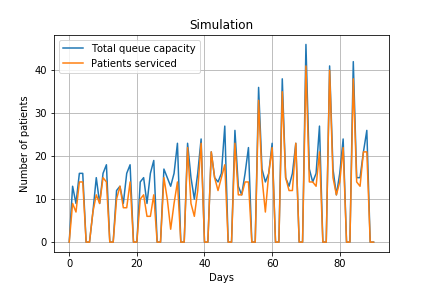 Simulation
Total queue capacity
Patients serviced
Number of patients
40
30
20
10
0
0 20 40 60 80
Days